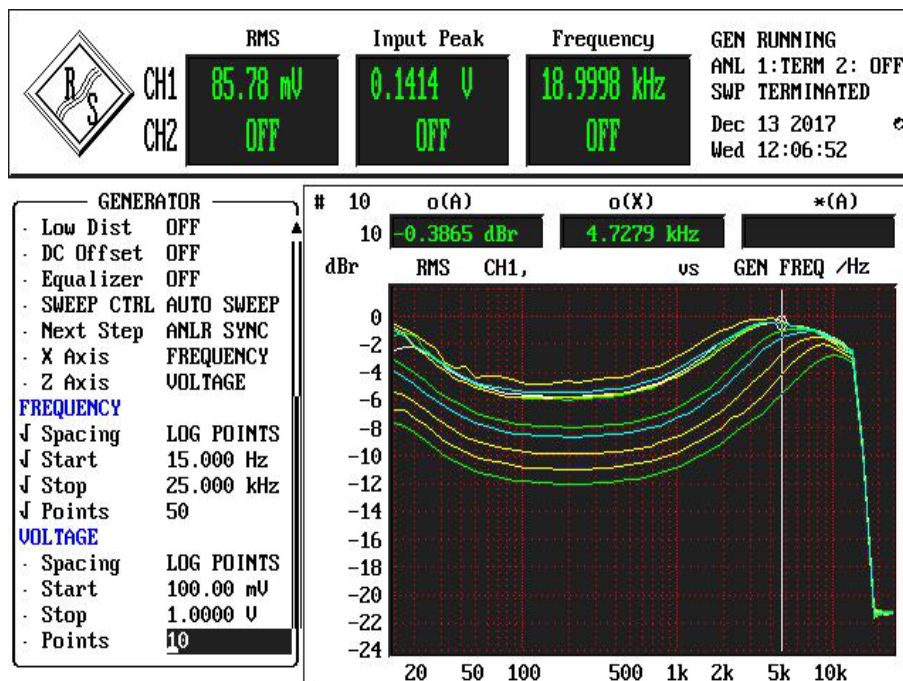 RMS Input Peak Frequency
R
S
CH1 85.78 mV 0.1414 V 18.9998 kHz
CH2 OFF OFF OFF
GEN RUNNING
ANL 1:TERM 2: OFF
SWP TERMINATED
Dec 13 2017
Wed 12:06:52
GENERATOR
· Low Dist OFF
· DC Offset OFF
· Equalizer OFF
· SWEEP CTRL AUTO SWEEP
· Next Step ANLR SYNC
· X Axis FREQUENCY
· Z Axis VOLTAGE
FREQUENCY
√ Spacing LOG POINTS
√ Start 15.000 Hz
√ Stop 25.000 kHz
√ Points 50
VOLTAGE
· Spacing LOG POINTS
· Start 100.00 mV
· Stop 1.0000 V
· Points 10
# 10 o(A) o(X) *(A)
10 -0.3865 dBr 4.7279 kHz
dBr RMS CH1, vs GEN FREQ /Hz
0
-2
-4
-6
-8
-10
-12
-14
-16
-18
-20
-22
-24
20 50 100 500 1k 2k 5k 10k